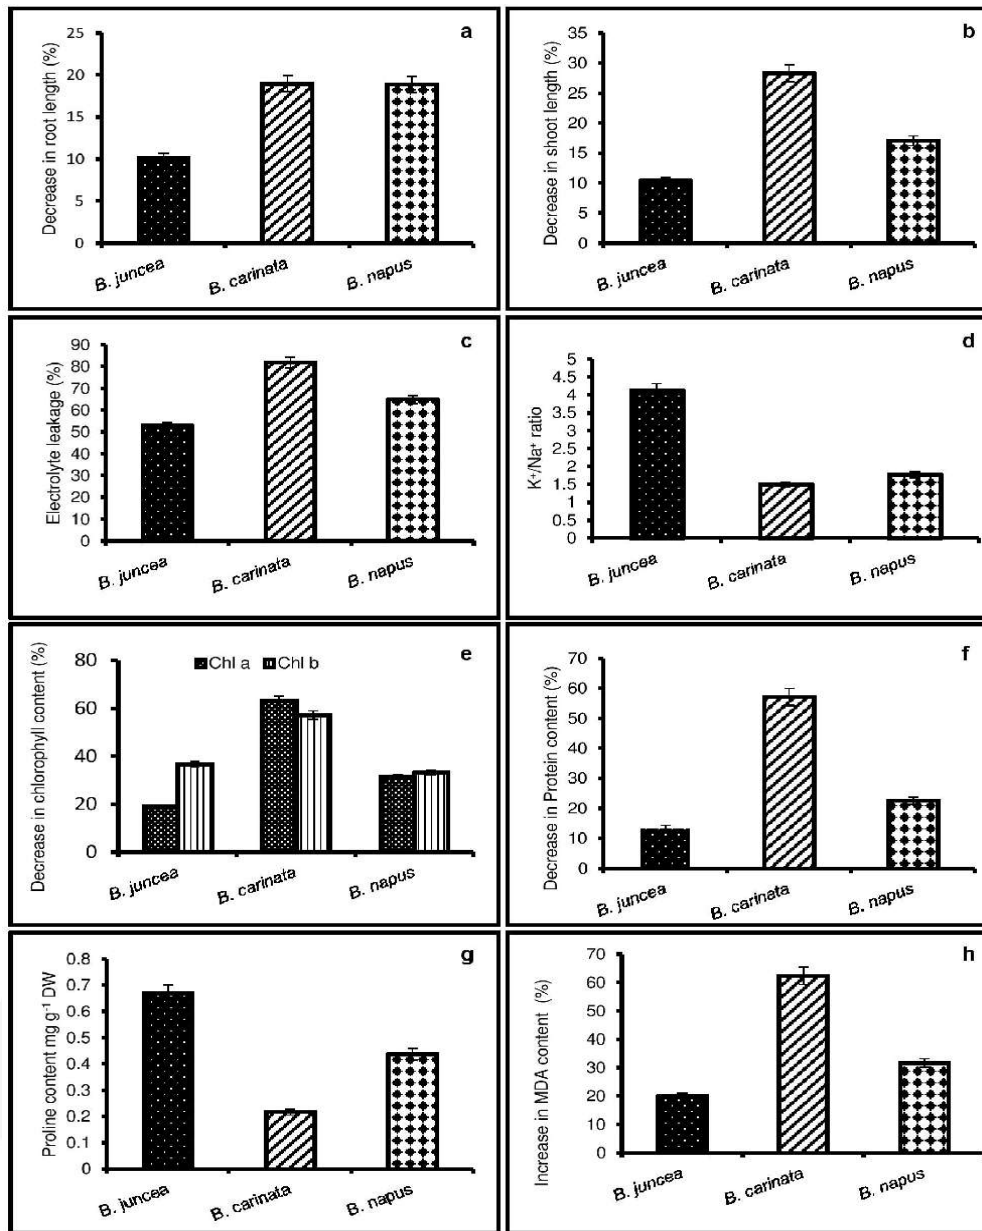 a
Decrease in root length (%)
25
20
15
10
5
0
B. juncea
B. carinata
B. napus
b
Decrease in shoot length (%)
35
30
25
20
15
10
5
0
B. juncea
B. carinata
B. napus
c
Electrolyte leakage (%)
90
80
70
60
50
40
30
20
10
0
B. juncea
B. carinata
B. napus
d
K⁺/Na⁺ ratio
5
4.5
4
3.5
3
2.5
2
1.5
1
0.5
0
B. juncea
B. carinata
B. napus
e
Decrease in chlorophyll content (%)
Chl a Chl b
80
60
40
20
0
B. juncea
B. carinata
B. napus
f
Decrease in Protein content (%)
70
60
50
40
30
20
10
0
B. juncea
B. carinata
B. napus
g
Proline content mg g⁻¹ DW
0.8
0.7
0.6
0.5
0.4
0.3
0.2
0.1
0
B. juncea
B. carinata
B. napus
h
Increase in MDA content (%)
70
60
50
40
30
20
10
0
B. juncea
B. carinata
B. napus